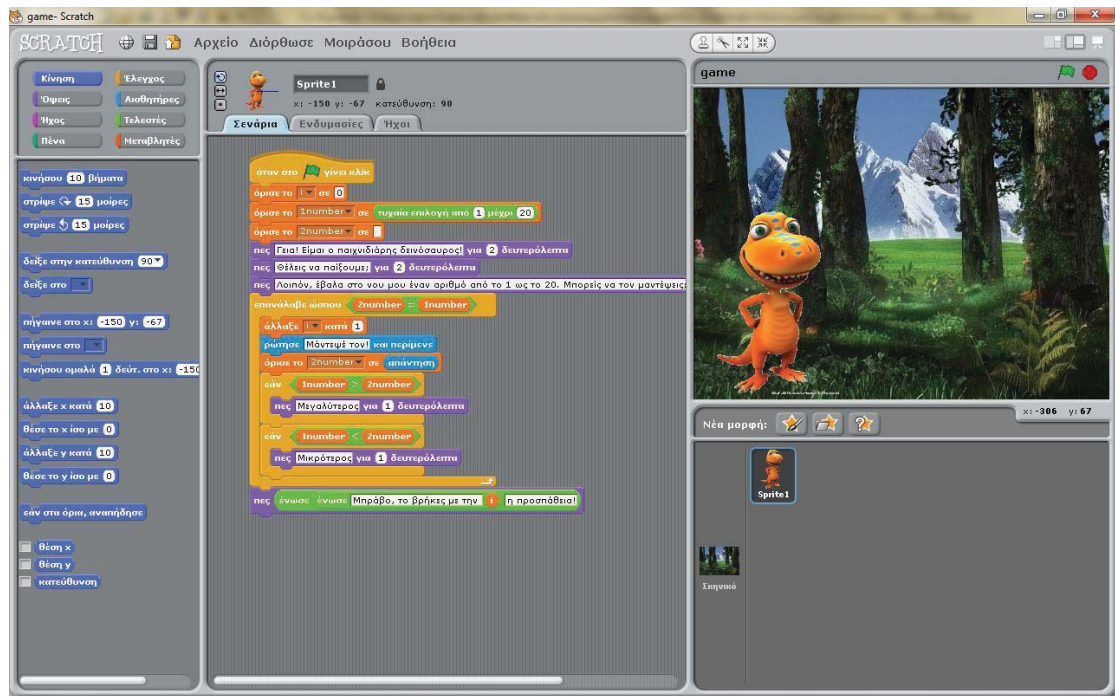 game- Scratch
SCRATCH Αρχείο Διόρθωσε Μοιράσου Βοήθεια
Κίνηση Έλεγχος
Όψεις Αισθητήρες
Ήχος Τελεστές
Πένα Μεταβλητές
κινήσου 10 βήματα
στρίψε 15 μοίρες
στρίψε 15 μοίρες
δείξε στην κατεύθυνση 90
δείξε στο
πήγαινε στο x: -150 y: -67
πήγαινε στο
κινήσου ομαλά 1 δεύτ. στο x: -150
άλλαξε x κατά 10
θέσε το x ίσο με 0
άλλαξε y κατά 10
θέσε το y ίσο με 0
εάν στα όρια, αναπήδησε
θέση x
θέση y
κατεύθυνση
Sprite1
x: -150 y: -67 κατεύθυνση: 90
Σενάρια Ενδυμασίες Ήχοι
όταν στο γίνει κλικ
όρισε το i σε 0
όρισε το 1number σε τυχαία επιλογή από 1 μέχρι 20
όρισε το 2number σε
πες Γεια! Είμαι ο παιχνιδιάρης δεινόσαυρος! για 2 δευτερόλεπτα
πες Θέλεις να παίξουμε; για 2 δευτερόλεπτα
πες Λοιπόν, έβαλα στο νου μου έναν αριθμό από το 1 ως το 20. Μπορείς να τον μαντέψεις;
επανάλαβε ώσπου 2number = 1number
άλλαξε i κατά 1
ρώτησε Μάντεψέ τον! και περίμενε
όρισε το 2number σε απάντηση
εάν 1number > 2number
πες Μεγαλύτερος για 1 δευτερόλεπτα
εάν 1number < 2number
πες Μικρότερος για 1 δευτερόλεπτα
πες ένωσε ένωσε Μπράβο, το βρήκες με την i η προσπάθεια!
game
x: -306 y: 67
Νέα μορφή:
Sprite1
Σκηνικό